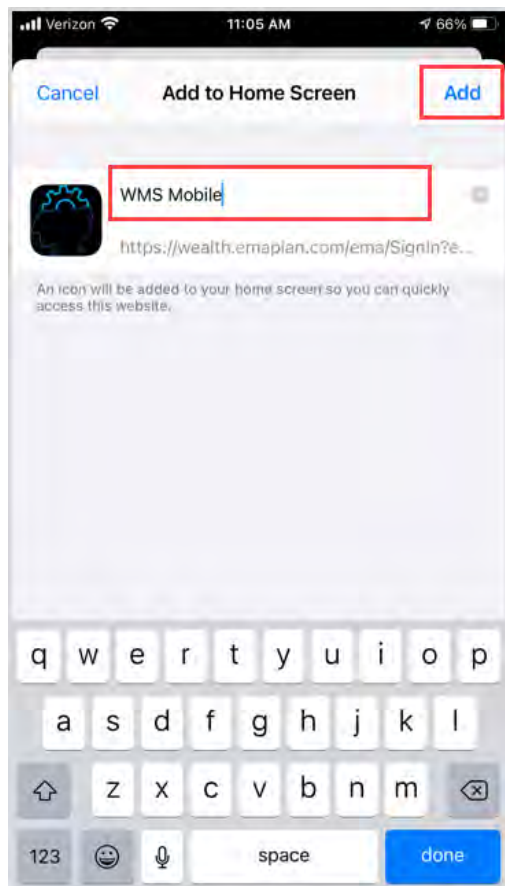 Verizon 11:05 AM 66%
Cancel Add to Home Screen Add
WMS Mobile
https://wealth.emaplan.com/ema/SignIn?e...
An icon will be added to your home screen so you can quickly
access this website.
q w e r t y u i o p
a s d f g h j k l
z x c v b n m
123 space done